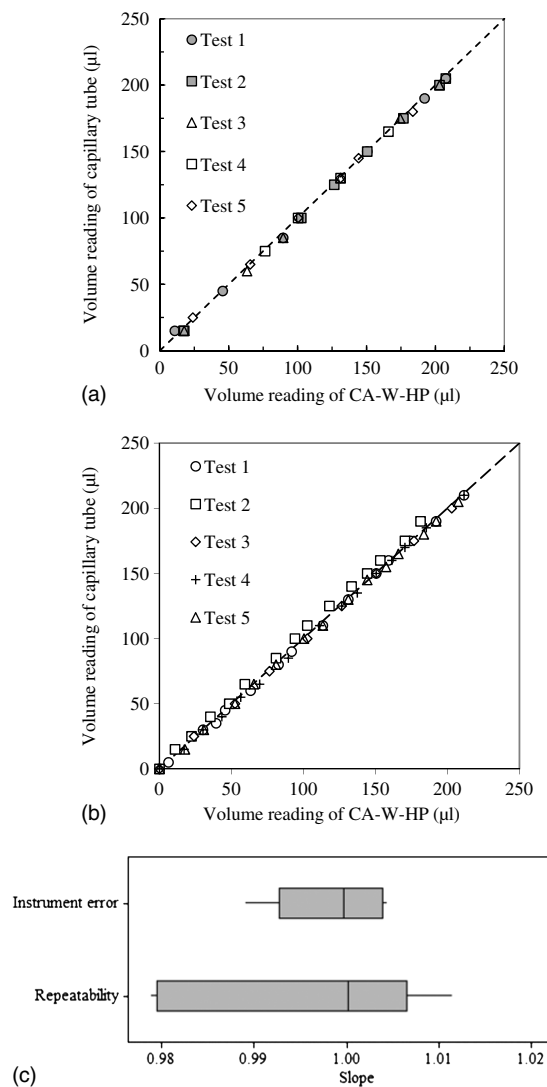 250
200
150
100
50
0
Volume reading of capillary tube (µl)
Test 1
Test 2
Test 3
Test 4
Test 5
0 50 100 150 200 250
(a)
Volume reading of CA-W-HP (µl)
250
200
150
100
50
0
Volume reading of capillary tube (µl)
Test 1
Test 2
Test 3
Test 4
Test 5
0 50 100 150 200 250
(b)
Volume reading of CA-W-HP (µl)
Instrument error
Repeatability
0.98 0.99 1.00 1.01 1.02
(c)
Slope